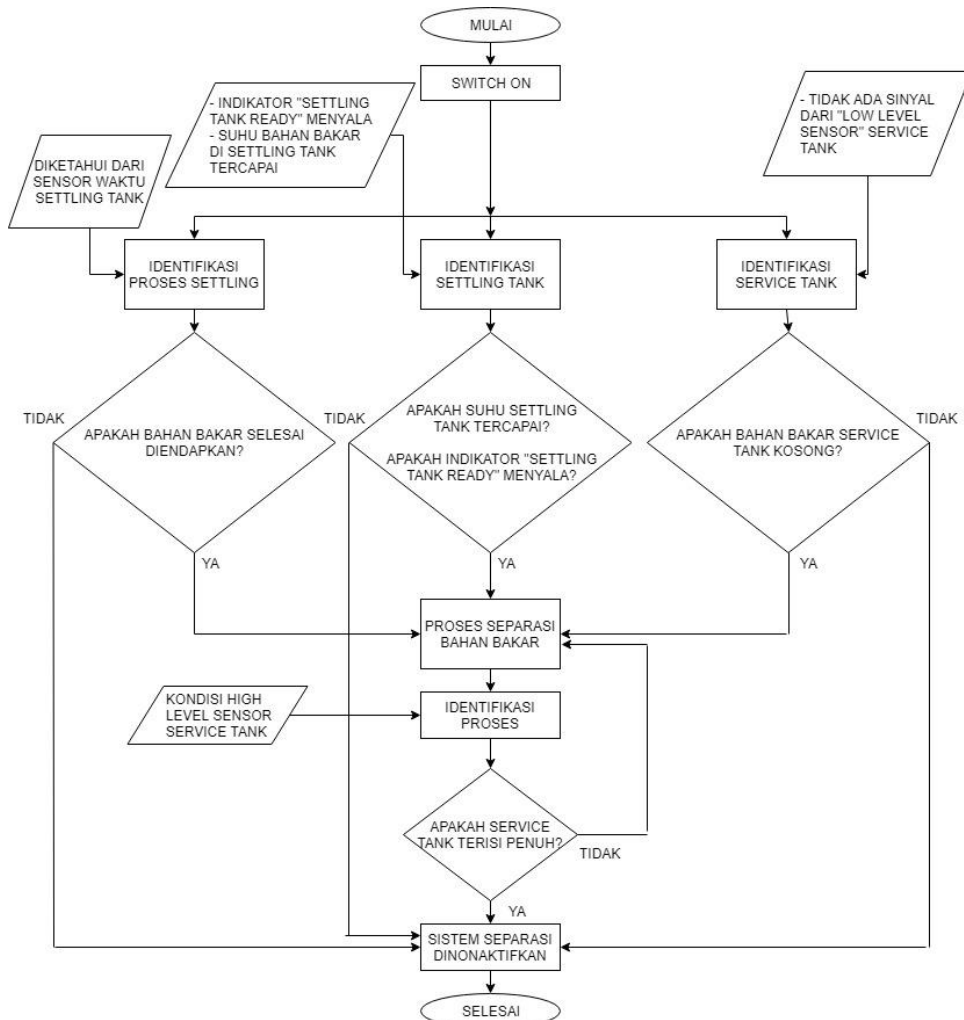 MULAI
SWITCH ON
- INDIKATOR "SETTLING
TANK READY" MENYALA
- SUHU BAHAN BAKAR
DI SETTLING TANK
TERCAPAI
- TIDAK ADA SINYAL
DARI "LOW LEVEL
SENSOR" SERVICE
TANK
DIKETAHUI DARI
SENSOR WAKTU
SETTLING TANK
IDENTIFIKASI
PROSES SETTLING
IDENTIFIKASI
SETTLING TANK
IDENTIFIKASI
SERVICE TANK
TIDAK
APAKAH BAHAN BAKAR SELESAI
DIENDAPKAN?
YA
TIDAK
APAKAH SUHU SETTLING
TANK TERCAPAI?
APAKAH INDIKATOR "SETTLING
TANK READY" MENYALA?
YA
APAKAH BAHAN BAKAR SERVICE
TANK KOSONG?
TIDAK
YA
PROSES SEPARASI
BAHAN BAKAR
KONDISI HIGH
LEVEL SENSOR
SERVICE TANK
IDENTIFIKASI
PROSES
APAKAH SERVICE
TANK TERISI PENUH?
TIDAK
YA
SISTEM SEPARASI
DINONAKTIFKAN
SELESAI